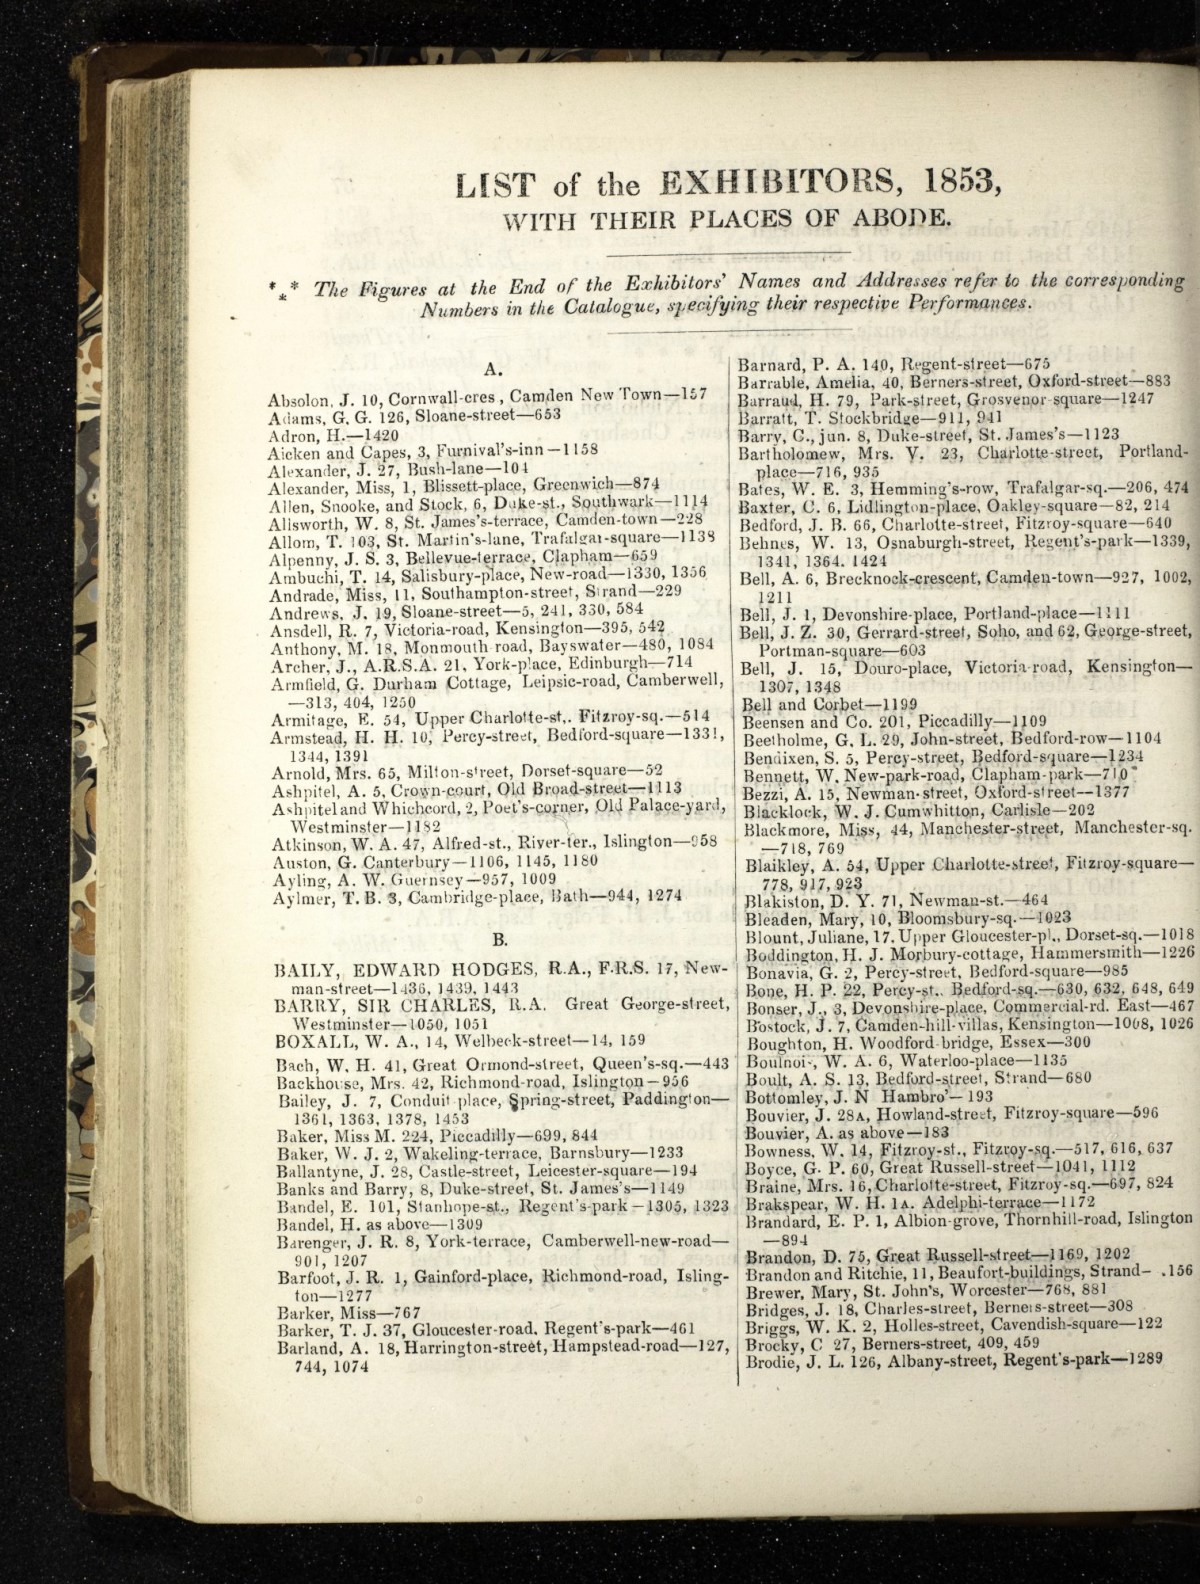 LIST of the EXHIBITORS, 1853,
WITH THEIR PLACES OF ABODE.
*** The Figures at the End of the Exhibitors' Names and Addresses refer to the corresponding
Numbers in the Catalogue, specifying their respective Performances.
A.
Absolon, J. 10, Cornwall-cres , Camden New Town—157
Adams, G. G. 126, Sloane-street—653
Adron, H.—1420
Aicken and Capes, 3, Furnival's-inn—1158
Alexander, J. 27, Bush-lane—104
Alexander, Miss, 1, Blissett-place, Greenwich—874
Allen, Snooke, and Stock, 6, Duke-st., Southwark—1114
Allsworth, W. 8, St. James's-terrace, Camden-town—228
Allom, T. 103, St. Martin's-lane, Trafalgar-square—1138
Alpenny, J. S. 3, Bellevue-terrace, Clapham—659
Ambuchi, T. 14, Salisbury-place, New-road—1330, 1356
Andrade, Miss, 11, Southampton-street, Strand—229
Andrews, J. 19, Sloane-street—5, 241, 330, 584
Ansdell, R. 7, Victoria-road, Kensington—395, 542
Anthony, M. 18, Monmouth road, Bayswater—480, 1084
Archer, J., A.R.S.A. 21, York-place, Edinburgh—714
Armfield, G. Durham Cottage, Leipsic-road, Camberwell,
—313, 404, 1250
Armitage, E. 54, Upper Charlotte-st., Fitzroy-sq.—514
Armstead, H. H. 10, Percy-street, Bedford-square—1331,
1344, 1391
Arnold, Mrs. 65, Milton-street, Dorset-square—52
Ashpitel, A. 5, Crown-court, Old Broad-street—1113
Ashpitel and Whichcord, 2, Poet's-corner, Old Palace-yard,
Westminster—1182
Atkinson, W. A. 47, Alfred-st., River-ter., Islington—958
Auston, G. Canterbury—1106, 1145, 1180
Ayling, A. W. Guernsey—957, 1009
Aylmer, T. B. 3, Cambridge-place, Bath—944, 1274
B.
BAILY, EDWARD HODGES, R.A., F.R.S. 17, New-
man-street—1436, 1439, 1443
BARRY, SIR CHARLES, R.A. Great George-street,
Westminster—1050, 1051
BOXALL, W. A., 14, Welbeck-street—14, 159
Bach, W. H. 41, Great Ormond-street, Queen's-sq.—443
Backhouse, Mrs. 42, Richmond-road, Islington—956
Bailey, J. 7, Conduit place, Spring-street, Paddington—
1361, 1363, 1378, 1453
Baker, Miss M. 224, Piccadilly—699, 844
Baker, W. J. 2, Wakeling-terrace, Barnsbury—1233
Ballantyne, J. 28, Castle-street, Leicester-square—194
Banks and Barry, 8, Duke-street, St. James's—1149
Bandel, E. 101, Stanhope-st., Regent's-park—1305, 1323
Bandel, H. as above—1309
Barenger, J. R. 8, York-terrace, Camberwell-new-road—
901, 1207
Barfoot, J. R. 1, Gainford-place, Richmond-road, Isling-
ton—1277
Barker, Miss—767
Barker, T. J. 37, Gloucester-road, Regent's-park—461
Barland, A. 18, Harrington-street, Hampstead-road—127,
744, 1074
Barnard, P. A. 140, Regent-street—675
Barrable, Amelia, 40, Berners-street, Oxford-street—883
Barraud, H. 79, Park-street, Grosvenor-square—1247
Barratt, T. Stockbridge—911, 941
Barry, C., jun. 8, Duke-street, St. James's—1123
Bartholomew, Mrs. V. 23, Charlotte-street, Portland-
place—716, 935
Bates, W. E. 3, Hemming's-row, Trafalgar-sq.—206, 474
Baxter, C. 6, Lidlington-place, Oakley-square—82, 214
Bedford, J. B. 66, Charlotte-street, Fitzroy-square—640
Behnes, W. 13, Osnaburgh-street, Regent's-park—1339,
1341, 1364. 1424
Bell, A. 6, Brecknock-crescent, Camden-town—927, 1002,
1211
Bell, J. 1, Devonshire-place, Portland-place—1111
Bell, J. Z. 30, Gerrard-street, Soho, and 62, George-street,
Portman-square—603
Bell, J. 15, Douro-place, Victoria-road, Kensington—
1307, 1348
Bell and Corbet—1199
Beensen and Co. 201, Piccadilly—1109
Beetholme, G. L. 29, John-street, Bedford-row—1104
Bendixen, S. 5, Percy-street, Bedford-square—1234
Bennett, W. New-park-road, Clapham-park—710
Bezzi, A. 15, Newman-street, Oxford-street—1377
Blacklock, W. J. Cumwhitton, Carlisle—202
Blackmore, Miss, 44, Manchester-street, Manchester-sq.
—718, 769
Blaikley, A. 54, Upper Charlotte-street, Fitzroy-square—
778, 917, 923
Blakiston, D. Y. 71, Newman-st.—464
Bleaden, Mary, 10, Bloomsbury-sq.—1023
Blount, Juliane, 17, Upper Gloucester-pl., Dorset-sq.—1018
Boddington, H. J. Morbury-cottage, Hammersmith—1226
Bonavia, G. 2, Percy-street, Bedford-square—985
Bone, H. P. 22, Percy-st., Bedford-sq.—630, 632, 648, 649
Bonser, J., 3, Devonshire-place, Commercial-rd. East—467
Bostock, J. 7, Camden-hill-villas, Kensington—1008, 1026
Boughton, H. Woodford-bridge, Essex—300
Boulnois, W. A. 6, Waterloo-place—1135
Boult, A. S. 13, Bedford-street, Strand—680
Bottomley, J. N Hambro'—193
Bouvier, J. 28A, Howland-street, Fitzroy-square—596
Bouvier, A. as above—183
Bowness, W. 14, Fitzroy-st., Fitzroy-sq.—517, 616, 637
Boyce, G. P. 60, Great Russell-street—1041, 1112
Braine, Mrs. 16, Charlotte-street, Fitzroy-sq.—697, 824
Brakspear, W. H. 1A. Adelphi-terrace—1172
Brandard, E. P. 1, Albion-grove, Thornhill-road, Islington
—894
Brandon, D. 75, Great Russell-street—1169, 1202
Brandon and Ritchie, 11, Beaufort-buildings, Strand— .156
Brewer, Mary, St. John's, Worcester—768, 881
Bridges, J. 18, Charles-street, Berners-street—308
Briggs, W. K. 2, Holles-street, Cavendish-square—122
Brocky, C 27, Berners-street, 409, 459
Brodie, J. L. 126, Albany-street, Regent's-park—1289